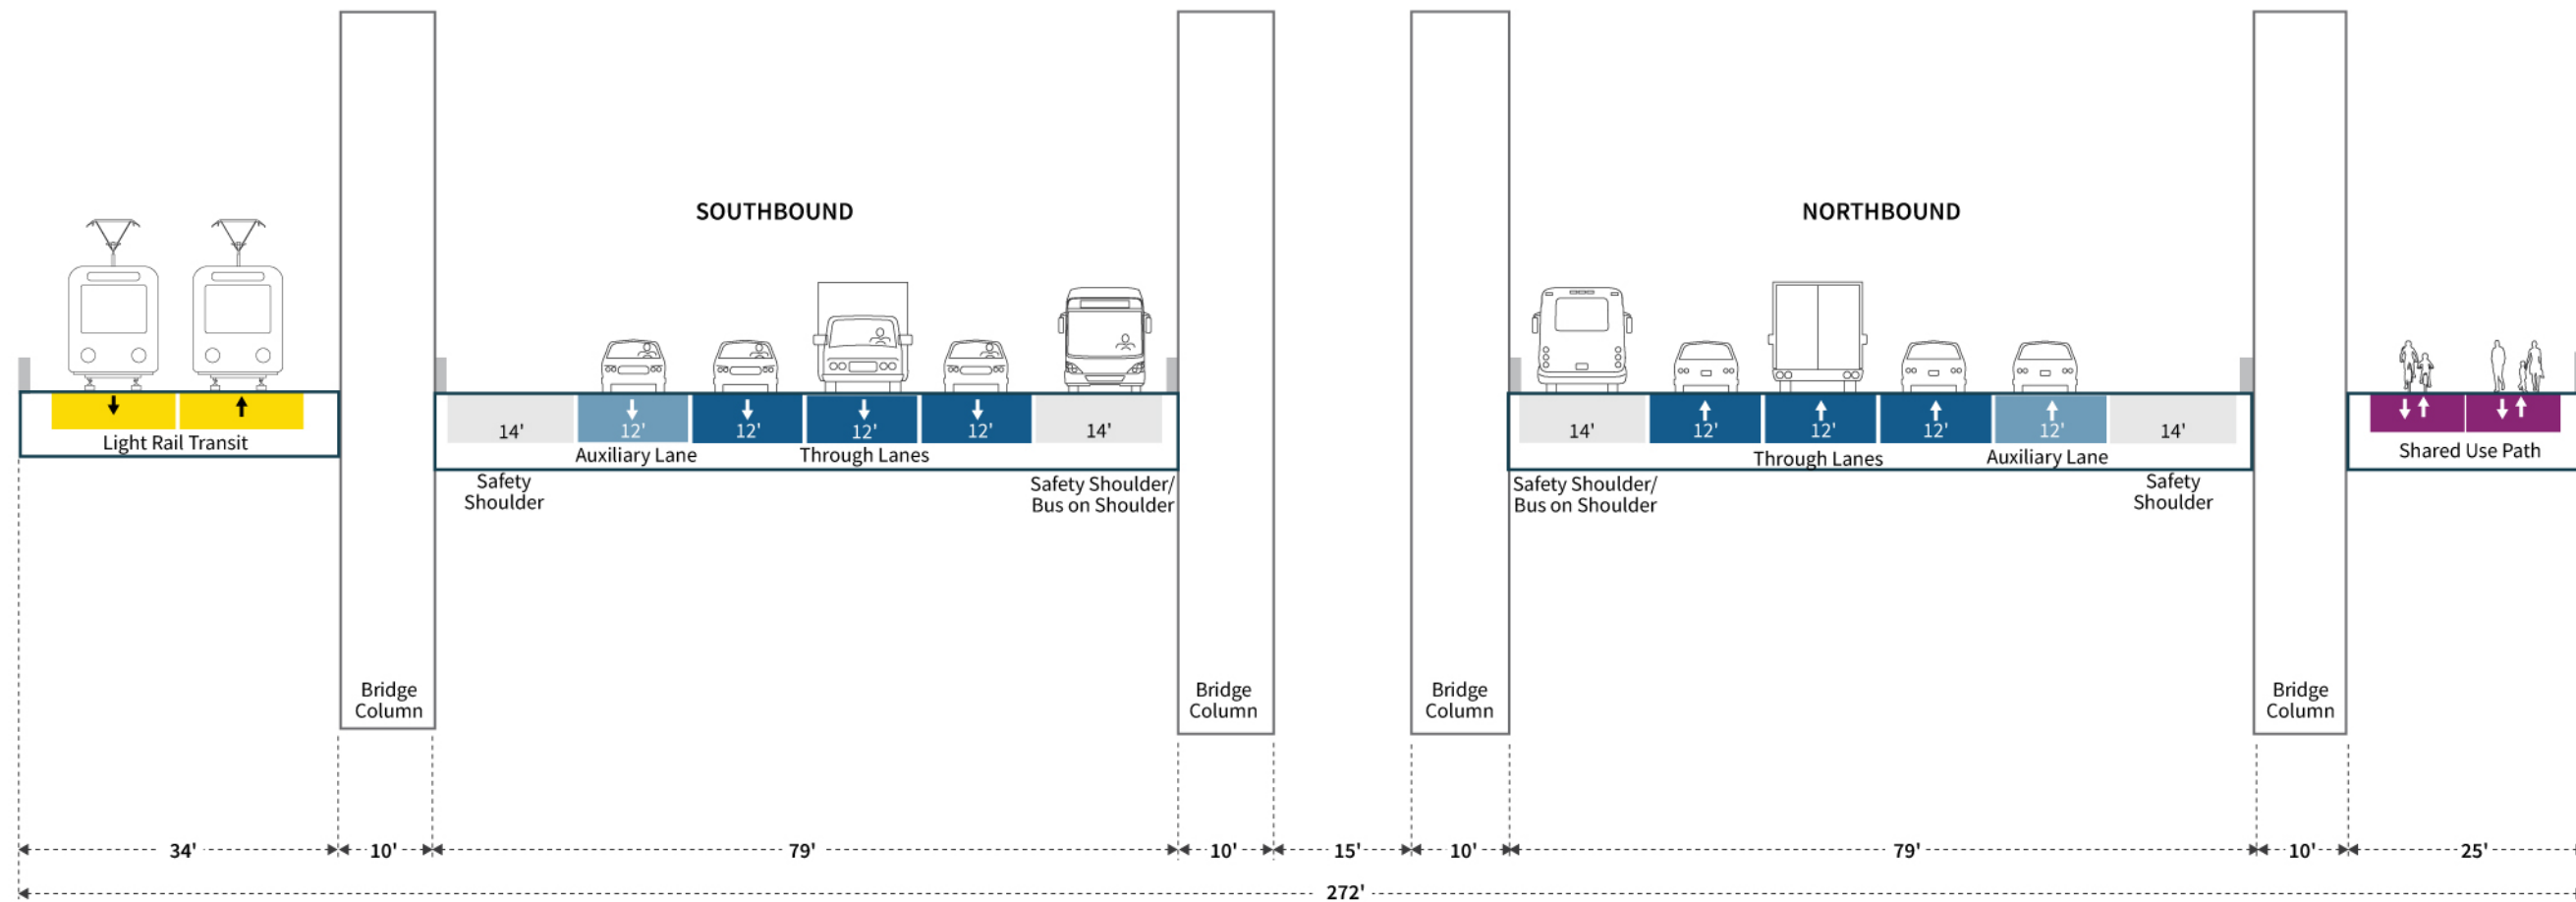 SOUTHBOUND
NORTHBOUND
Light Rail Transit
14'
12'
12'
12'
12'
14'
Auxiliary Lane
Through Lanes
Safety
Shoulder
Safety Shoulder/
Bus on Shoulder
14'
12'
12'
12'
12'
14'
Through Lanes
Auxiliary Lane
Safety Shoulder/
Bus on Shoulder
Safety
Shoulder
Shared Use Path
Bridge
Column
Bridge
Column
Bridge
Column
Bridge
Column
34'
10'
79'
10'
15'
10'
79'
10'
25'
272'